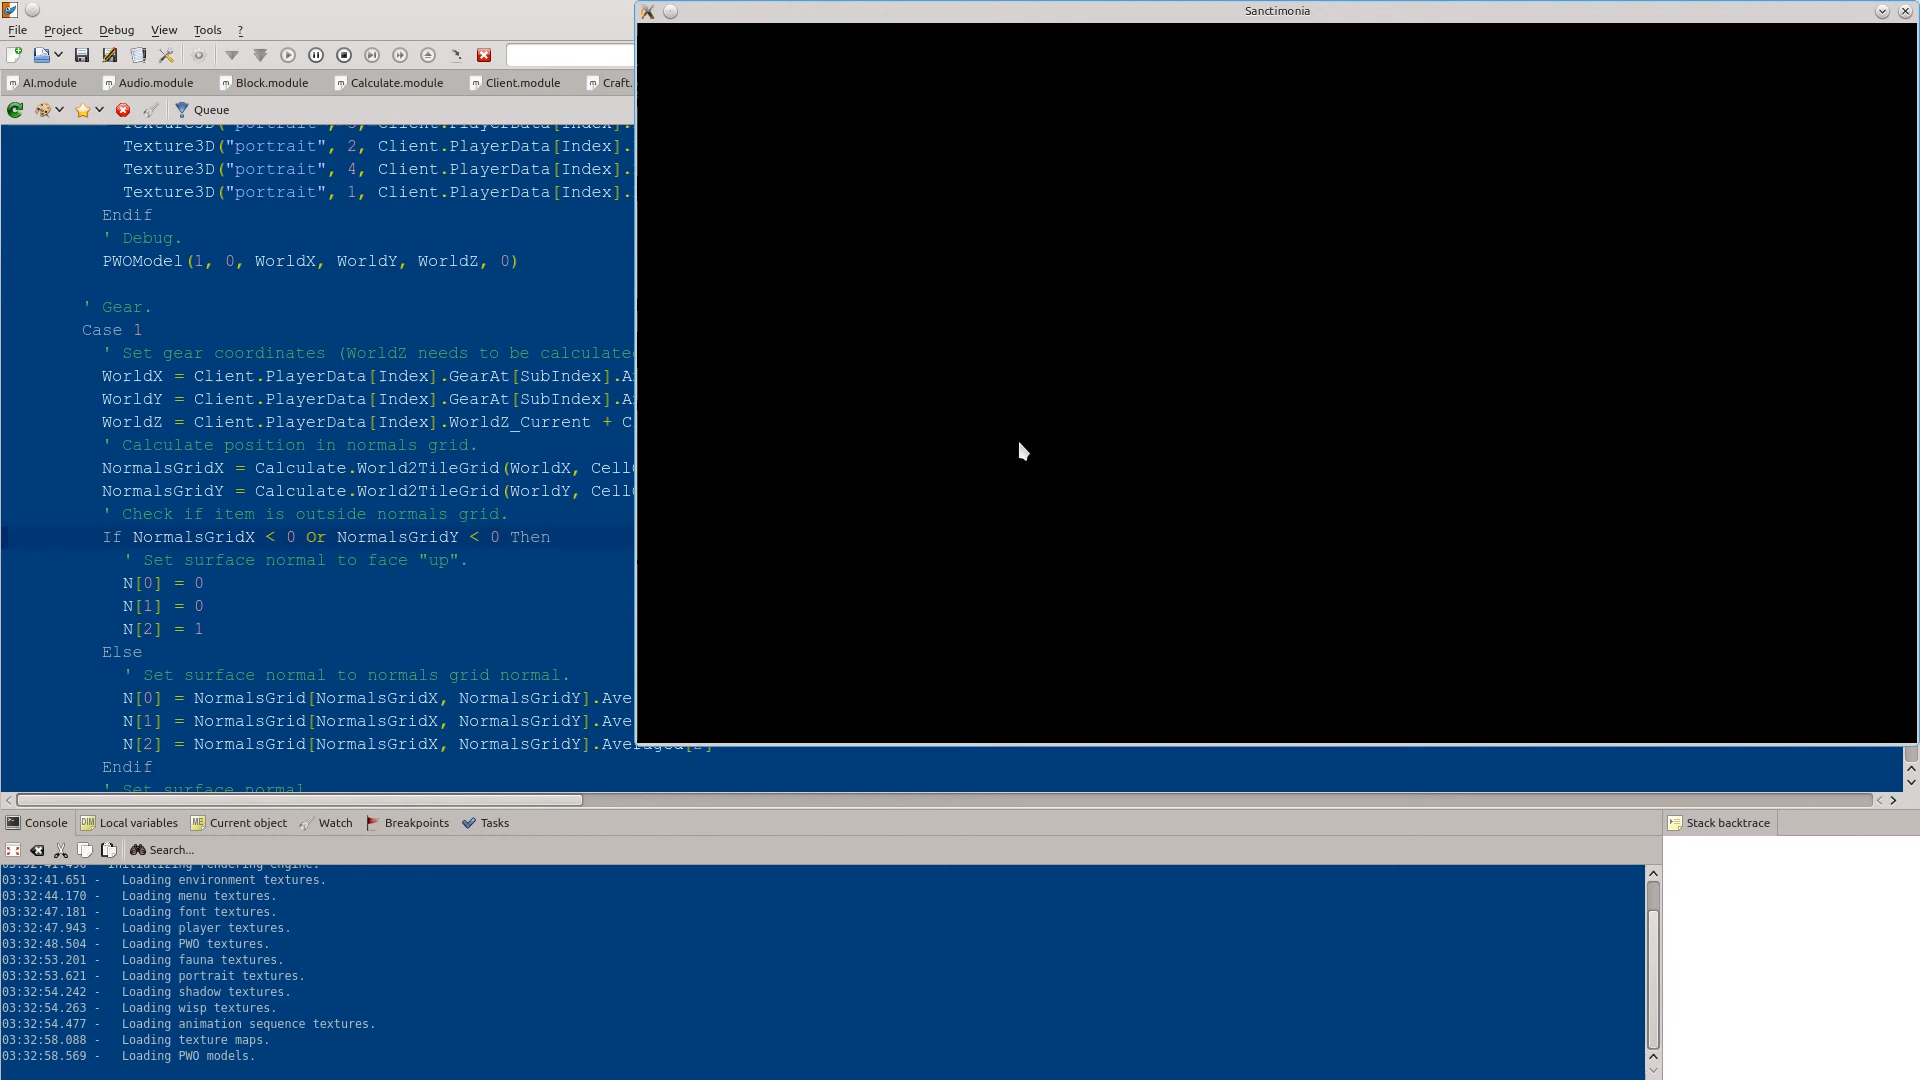 Sanctimonia
File Project Debug View Tools ?
AI.module Audio.module Block.module Calculate.module Client.module Craft.
Queue
Texture3D("portrait", 
Texture3D("portrait", 2, Client.PlayerData[Index].
Texture3D("portrait", 4, Client.PlayerData[Index].
Texture3D("portrait", 1, Client.PlayerData[Index].
Endif
' Debug.
PWOModel(1, 0, WorldX, WorldY, WorldZ, 0)
' Gear.
Case 1
' Set gear coordinates (WorldZ needs to be calculated
WorldX = Client.PlayerData[Index].GearAt[SubIndex].
WorldY = Client.PlayerData[Index].GearAt[SubIndex].
WorldZ = Client.PlayerData[Index].WorldZ_Current + C
' Calculate position in normals grid.
NormalsGridX = Calculate.World2TileGrid(WorldX, Cell
NormalsGridY = Calculate.World2TileGrid(WorldY, Cell
' Check if item is outside normals grid.
If NormalsGridX < 0 Or NormalsGridY < 0 Then
' Set surface normal to face "up".
N[0] = 0
N[1] = 0
N[2] = 1
Else
' Set surface normal to normals grid normal.
N[0] = NormalsGrid[NormalsGridX, NormalsGridY].Ave
N[1] = NormalsGrid[NormalsGridX, NormalsGridY].Ave
N[2] = NormalsGrid[NormalsGridX, NormalsGridY].Averaged[2]
Endif
' Set surface normal
Console Local variables Current object Watch Breakpoints Tasks Stack backtrace
Search...
Initializing rendering engine.
03:32:41.651 - Loading environment textures.
03:32:44.170 - Loading menu textures.
03:32:47.181 - Loading font textures.
03:32:47.943 - Loading player textures.
03:32:48.504 - Loading PWO textures.
03:32:53.201 - Loading fauna textures.
03:32:53.621 - Loading portrait textures.
03:32:54.242 - Loading shadow textures.
03:32:54.263 - Loading wisp textures.
03:32:54.477 - Loading animation sequence textures.
03:32:58.088 - Loading texture maps.
03:32:58.569 - Loading PWO models.